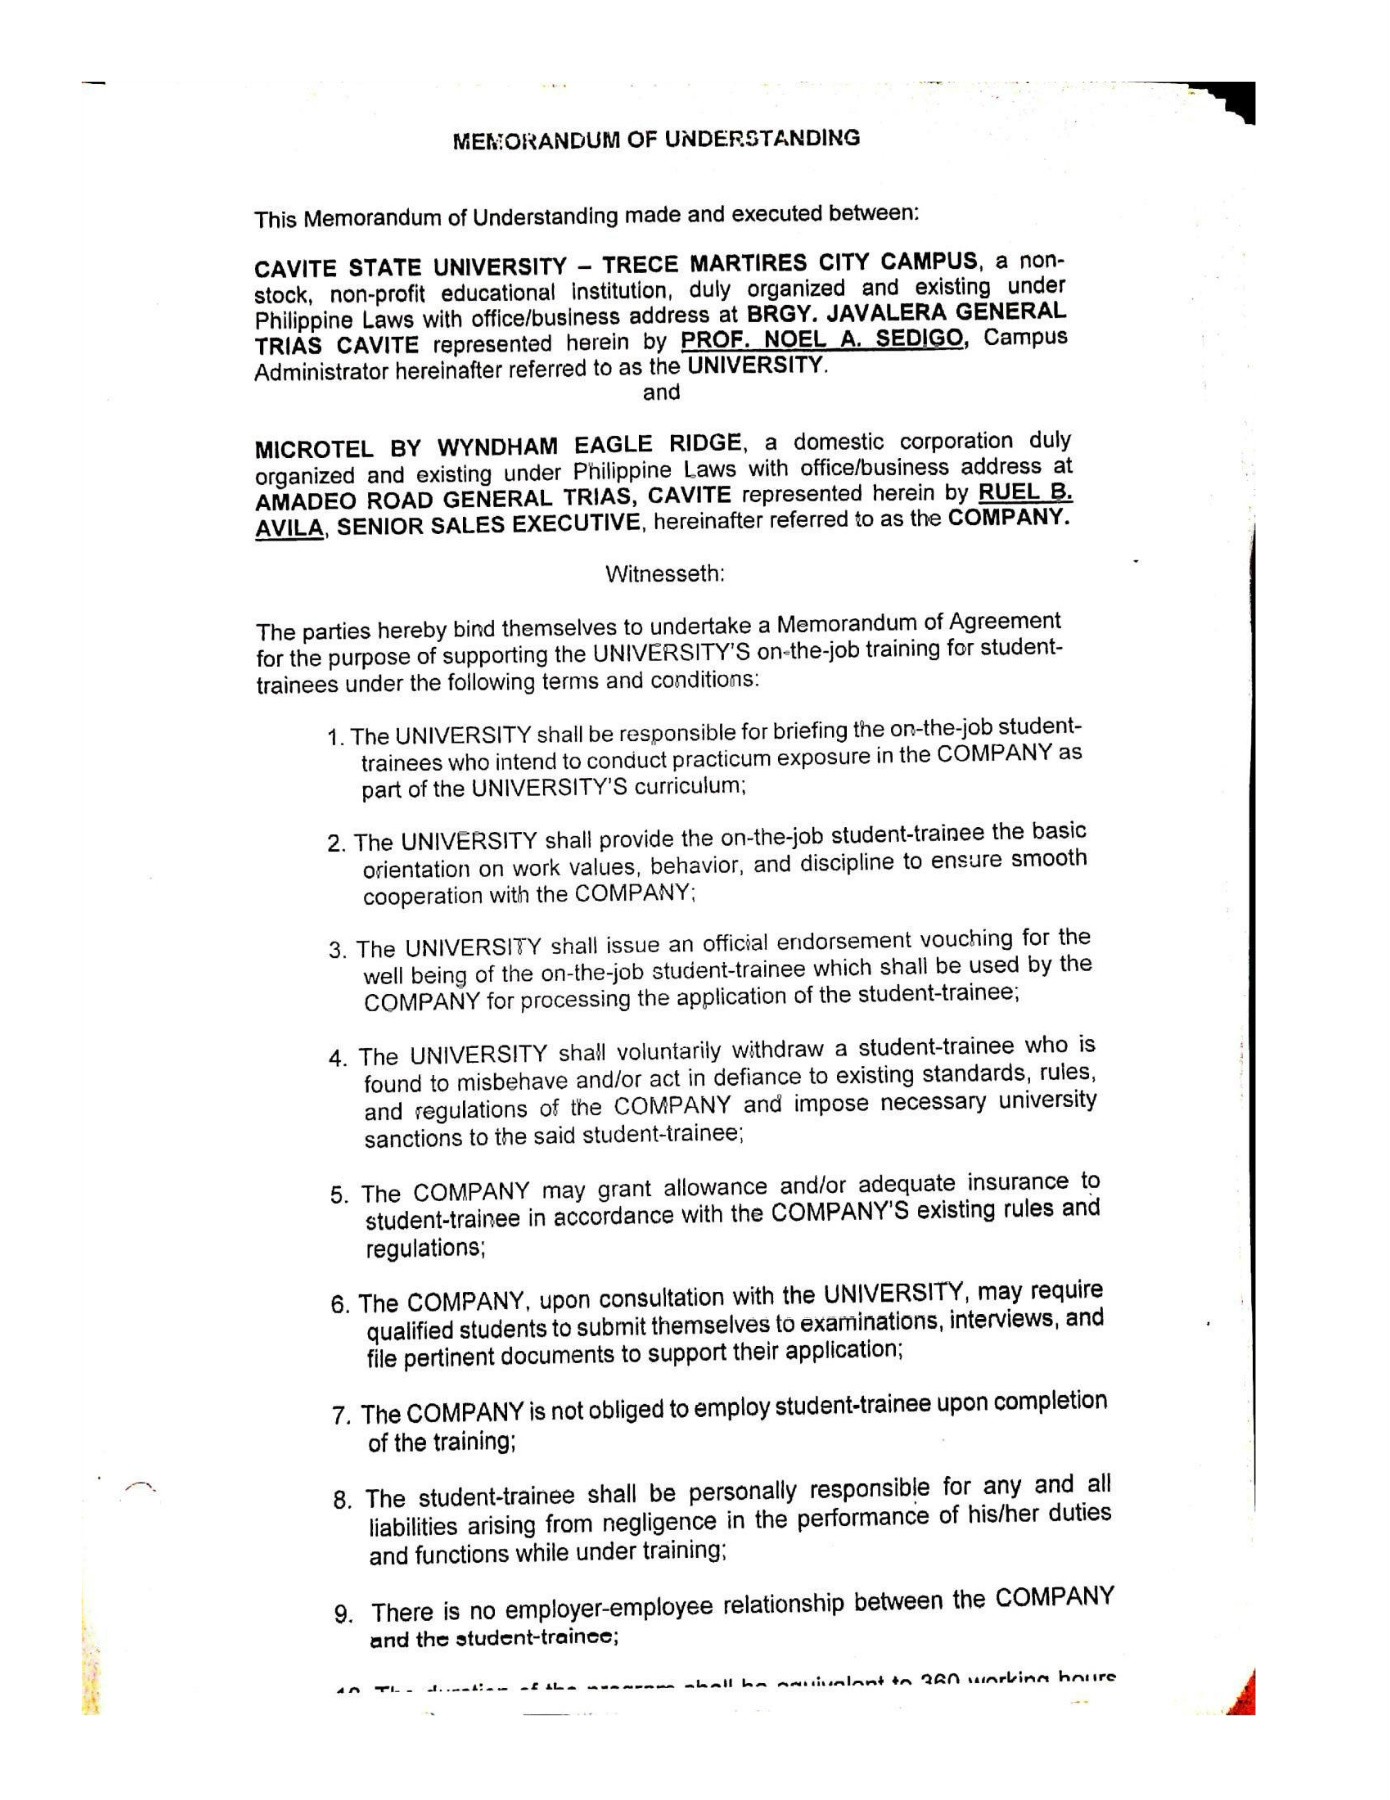 MEMORANDUM OF UNDERSTANDING
This Memorandum of Understanding made and executed between:
CAVITE STATE UNIVERSITY – TRECE MARTIRES CITY CAMPUS, a non-
stock, non-profit educational institution, duly organized and existing under
Philippine Laws with office/business address at BRGY. JAVALERA GENERAL
TRIAS CAVITE represented herein by PROF. NOEL A. SEDIGO, Campus
Administrator hereinafter referred to as the UNIVERSITY.
and
MICROTEL BY WYNDHAM EAGLE RIDGE, a domestic corporation duly
organized and existing under Philippine Laws with office/business address at
AMADEO ROAD GENERAL TRIAS, CAVITE represented herein by RUEL B.
AVILA, SENIOR SALES EXECUTIVE, hereinafter referred to as the COMPANY.
Witnesseth:
The parties hereby bind themselves to undertake a Memorandum of Agreement
for the purpose of supporting the UNIVERSITY'S on-the-job training for student-
trainees under the following terms and conditions:
1. The UNIVERSITY shall be responsible for briefing the on-the-job student-
trainees who intend to conduct practicum exposure in the COMPANY as
part of the UNIVERSITY'S curriculum;
2. The UNIVERSITY shall provide the on-the-job student-trainee the basic
orientation on work values, behavior, and discipline to ensure smooth
cooperation with the COMPANY;
3. The UNIVERSITY shall issue an official endorsement vouching for the
well being of the on-the-job student-trainee which shall be used by the
COMPANY for processing the application of the student-trainee;
4. The UNIVERSITY shall voluntarily withdraw a student-trainee who is
found to misbehave and/or act in defiance to existing standards, rules,
and regulations of the COMPANY and impose necessary university
sanctions to the said student-trainee;
5. The COMPANY may grant allowance and/or adequate insurance to
student-trainee in accordance with the COMPANY'S existing rules and
regulations;
6. The COMPANY, upon consultation with the UNIVERSITY, may require
qualified students to submit themselves to examinations, interviews, and
file pertinent documents to support their application;
7. The COMPANY is not obliged to employ student-trainee upon completion
of the training;
8. The student-trainee shall be personally responsible for any and all
liabilities arising from negligence in the performance of his/her duties
and functions while under training;
9. There is no employer-employee relationship between the COMPANY
and the student-trainee;
10. The duration of the program shall be equivalent to 360 working hours